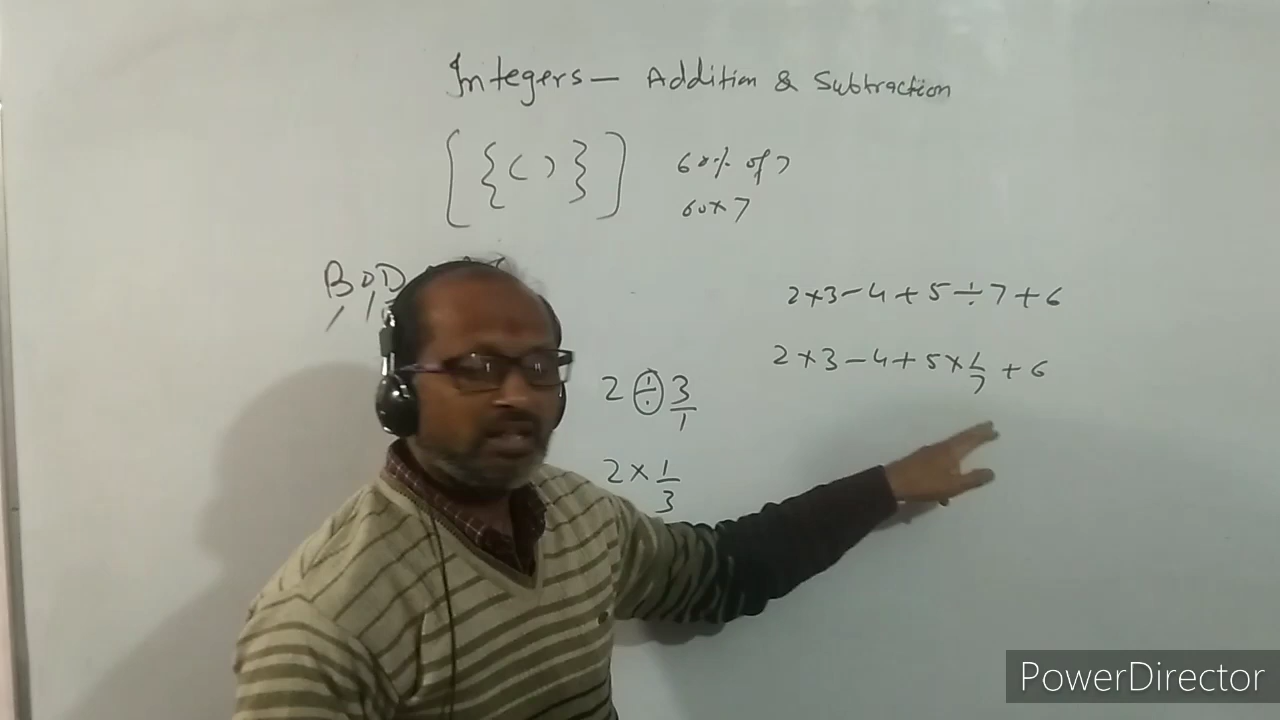 Integers — Addition & Subtraction
[ { ( ) } ]
60% of 7
60×7
BOD
2×3−4+5÷7+6
2×3−4+5×1/7+6
2÷3/1
2×1/3
PowerDirector